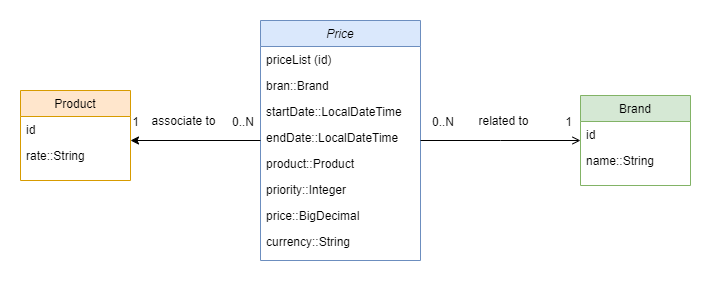 Price
priceList (id)
bran::Brand
startDate::LocalDateTime
endDate::LocalDateTime
product::Product
priority::Integer
price::BigDecimal
currency::String
Product
id
rate::String
1 associate to 0..N
0..N related to 1
Brand
id
name::String